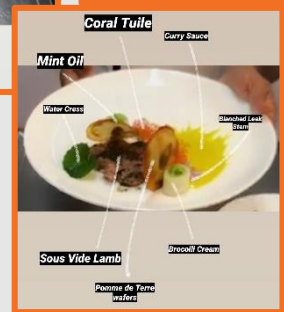 Coral Tuile
Curry Sauce
Mint Oil
Water Cress
Blanched Leak
Stem
Brocoill Cream
Sous Vide Lamb
Pomme de Terre
wafers